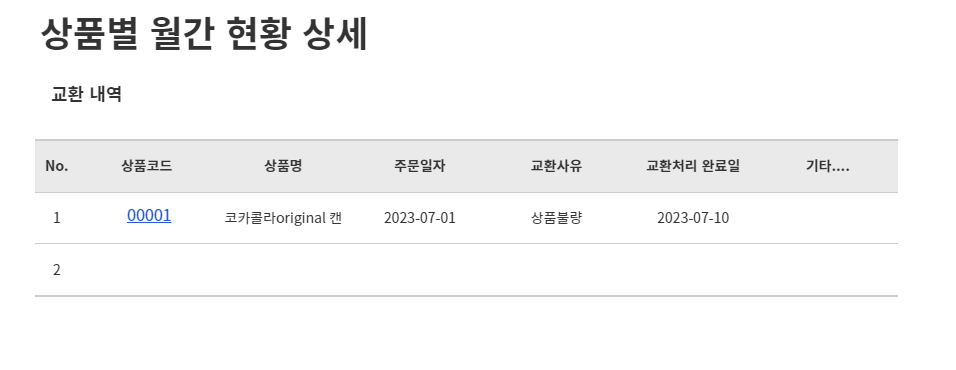 상품별 월간 현황 상세
교환 내역
No. 상품코드 상품명 주문일자 교환사유 교환처리 완료일 기타....
1 00001 코카콜라original 캔 2023-07-01 상품불량 2023-07-10
2